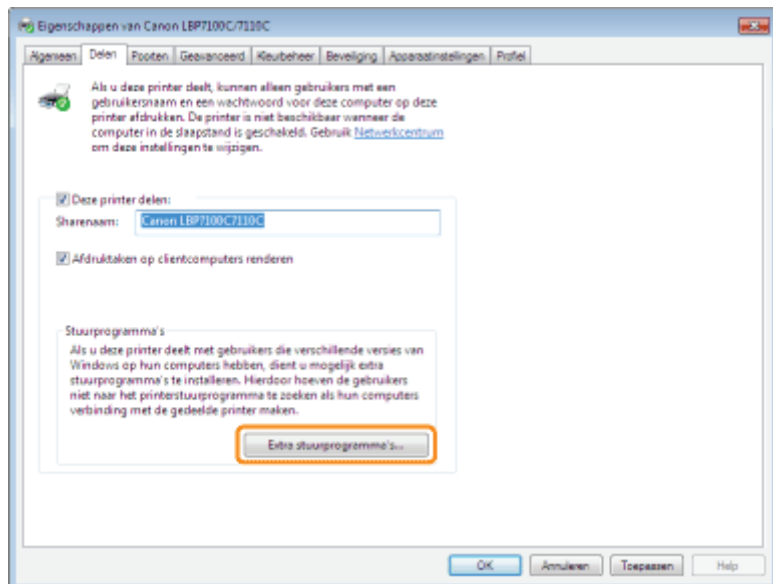 Eigenschappen van Canon LBP7100C/7110C
Algemeen Delen Poorten Geavanceerd Kleurbeheer Beveiliging Apparaatinstellingen Profiel
Als u deze printer deelt, kunnen alleen gebruikers met een
gebruikersnaam en een wachtwoord voor deze computer op deze
printer afdrukken. De printer is niet beschikbaar wanneer de
computer in de slaapstand is geschakeld. Gebruik Netwerkcentrum
om deze instellingen te wijzigen.
Deze printer delen:
Sharenaam: Canon LBP7100C7110C
Afdruktaken op clientcomputers renderen
Stuurprogramma's
Als u deze printer deelt met gebruikers die verschillende versies van
Windows op hun computers hebben, dient u mogelijk extra
stuurprogramma's te installeren. Hierdoor hoeven de gebruikers
niet naar het printerstuurprogramma te zoeken als hun computers
verbinding met de gedeelde printer maken.
Extra stuurprogramma's...
OK Annuleren Toepassen Help